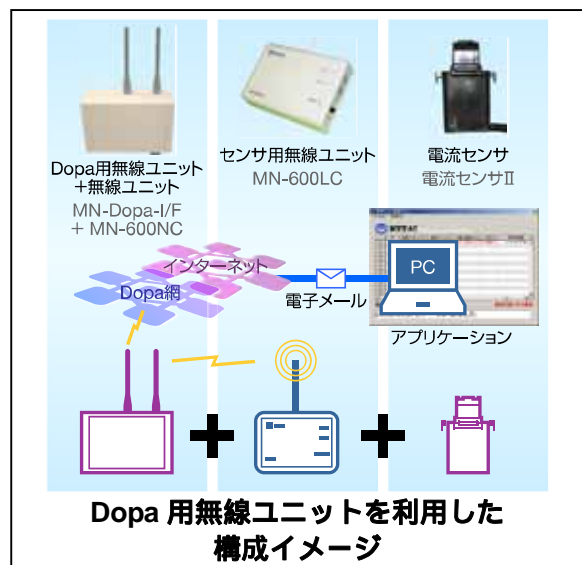 Dopa用無線ユニット
+無線ユニット
MN-Dopa-I/F
+ MN-600NC
センサ用無線ユニット
MN-600LC
電流センサ
電流センサII
インターネット
Dopa網
電子メール
PC
アプリケーション
Dopa 用無線ユニットを利用した
構成イメージ